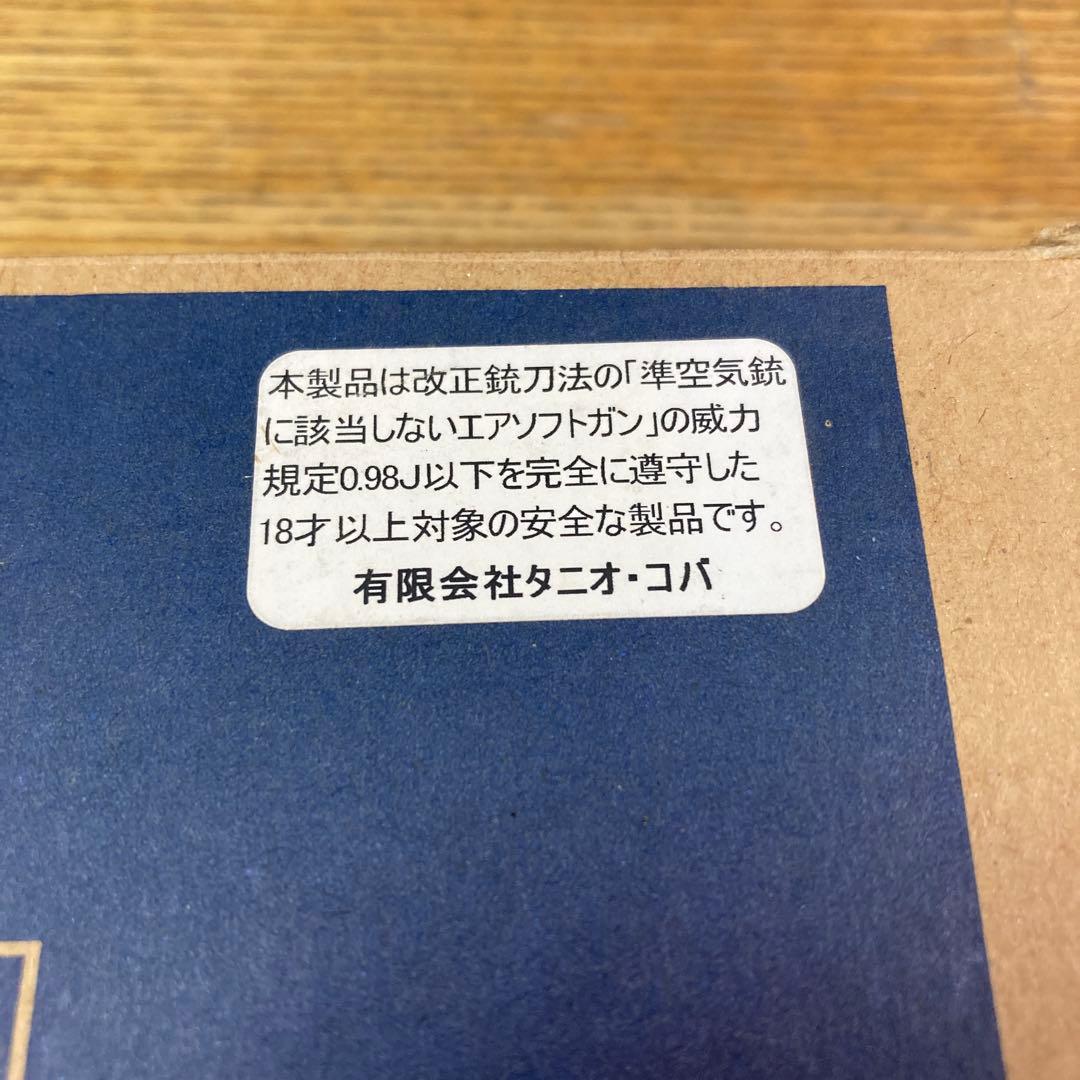 本製品は改正銃刀法の「準空気銃
に該当しないエアソフトガン」の威力
規定0.98J以下を完全に遵守した
18才以上対象の安全な製品です。
有限会社タニオ・コバ